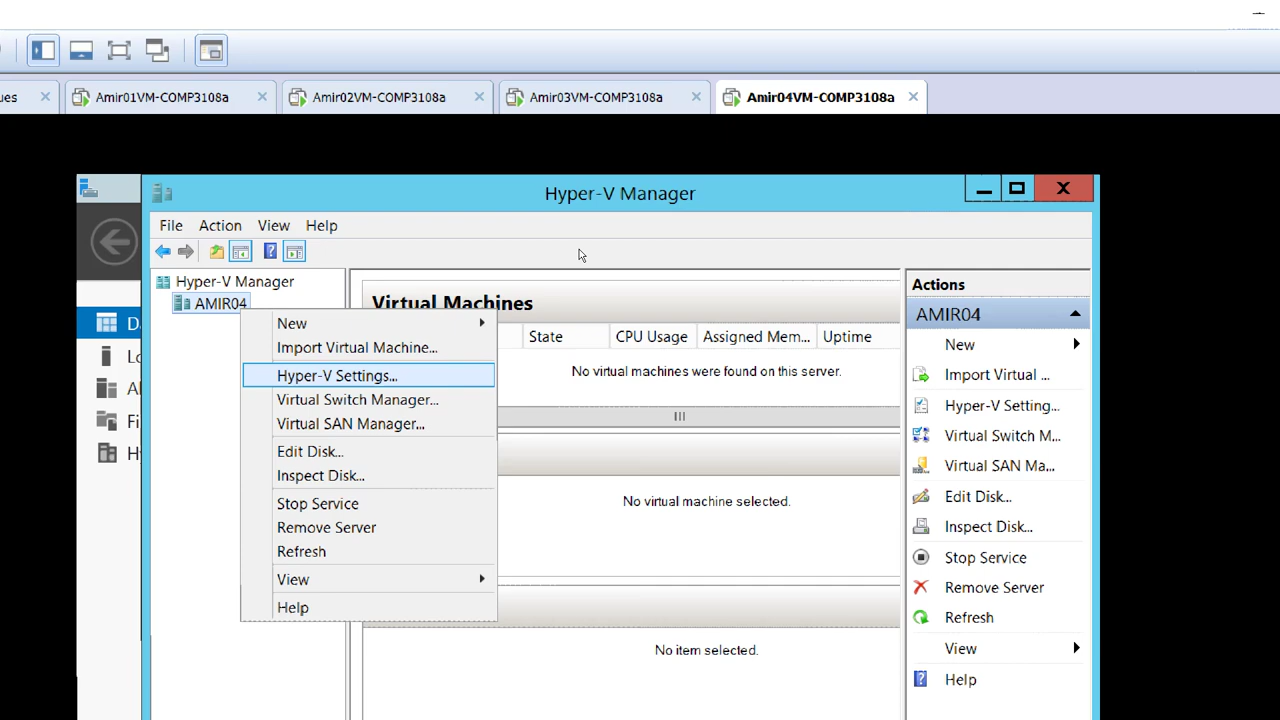 ues
Amir01VM-COMP3108a
Amir02VM-COMP3108a
Amir03VM-COMP3108a
Amir04VM-COMP3108a
Hyper-V Manager
File Action View Help
Hyper-V Manager
AMIR04
New
Import Virtual Machine...
Hyper-V Settings...
Virtual Switch Manager...
Virtual SAN Manager...
Edit Disk...
Inspect Disk...
Stop Service
Remove Server
Refresh
View
Help
Virtual Machines
State CPU Usage Assigned Mem... Uptime
No virtual machines were found on this server.
No virtual machine selected.
No item selected.
Actions
AMIR04
New
Import Virtual ...
Hyper-V Setting...
Virtual Switch M...
Virtual SAN Ma...
Edit Disk...
Inspect Disk...
Stop Service
Remove Server
Refresh
View
Help